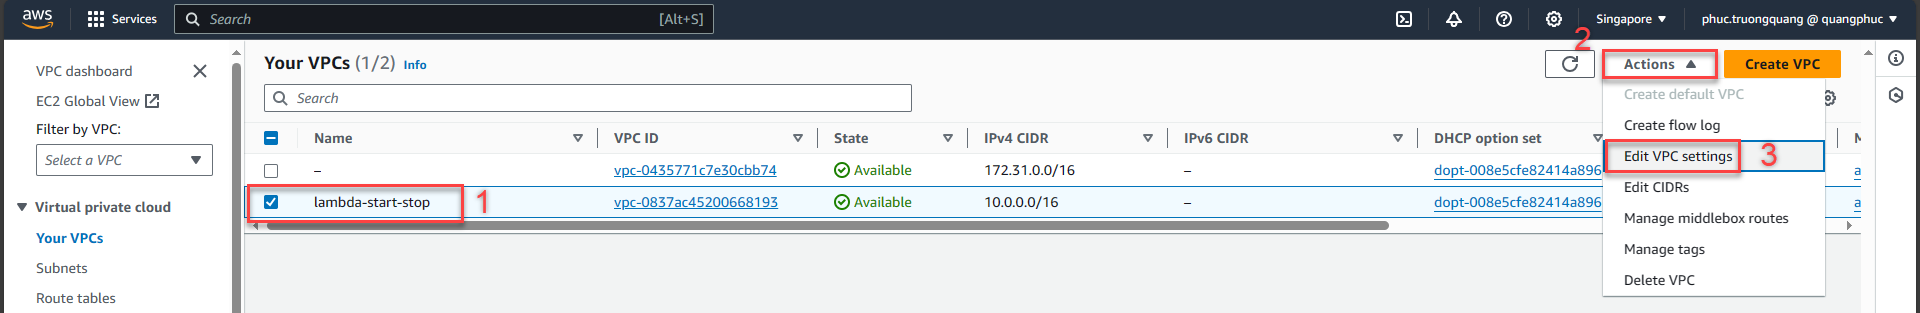 aws Services Search [Alt+S] Singapore ▼ phuc.truongquang @ quangphuc ▼
VPC dashboard
EC2 Global View
Filter by VPC:
Select a VPC
Virtual private cloud
Your VPCs
Subnets
Route tables
Your VPCs (1/2) Info
2
Actions
Create VPC
Search
Name VPC ID State IPv4 CIDR IPv6 CIDR DHCP option set
– vpc-0435771c7e30cbb74 Available 172.31.0.0/16 – dopt-008e5cfe82414a896
lambda-start-stop 1 vpc-0837ac45200668193 Available 10.0.0.0/16 – dopt-008e5cfe82414a896
Create default VPC
Create flow log
Edit VPC settings 3
Edit CIDRs
Manage middlebox routes
Manage tags
Delete VPC